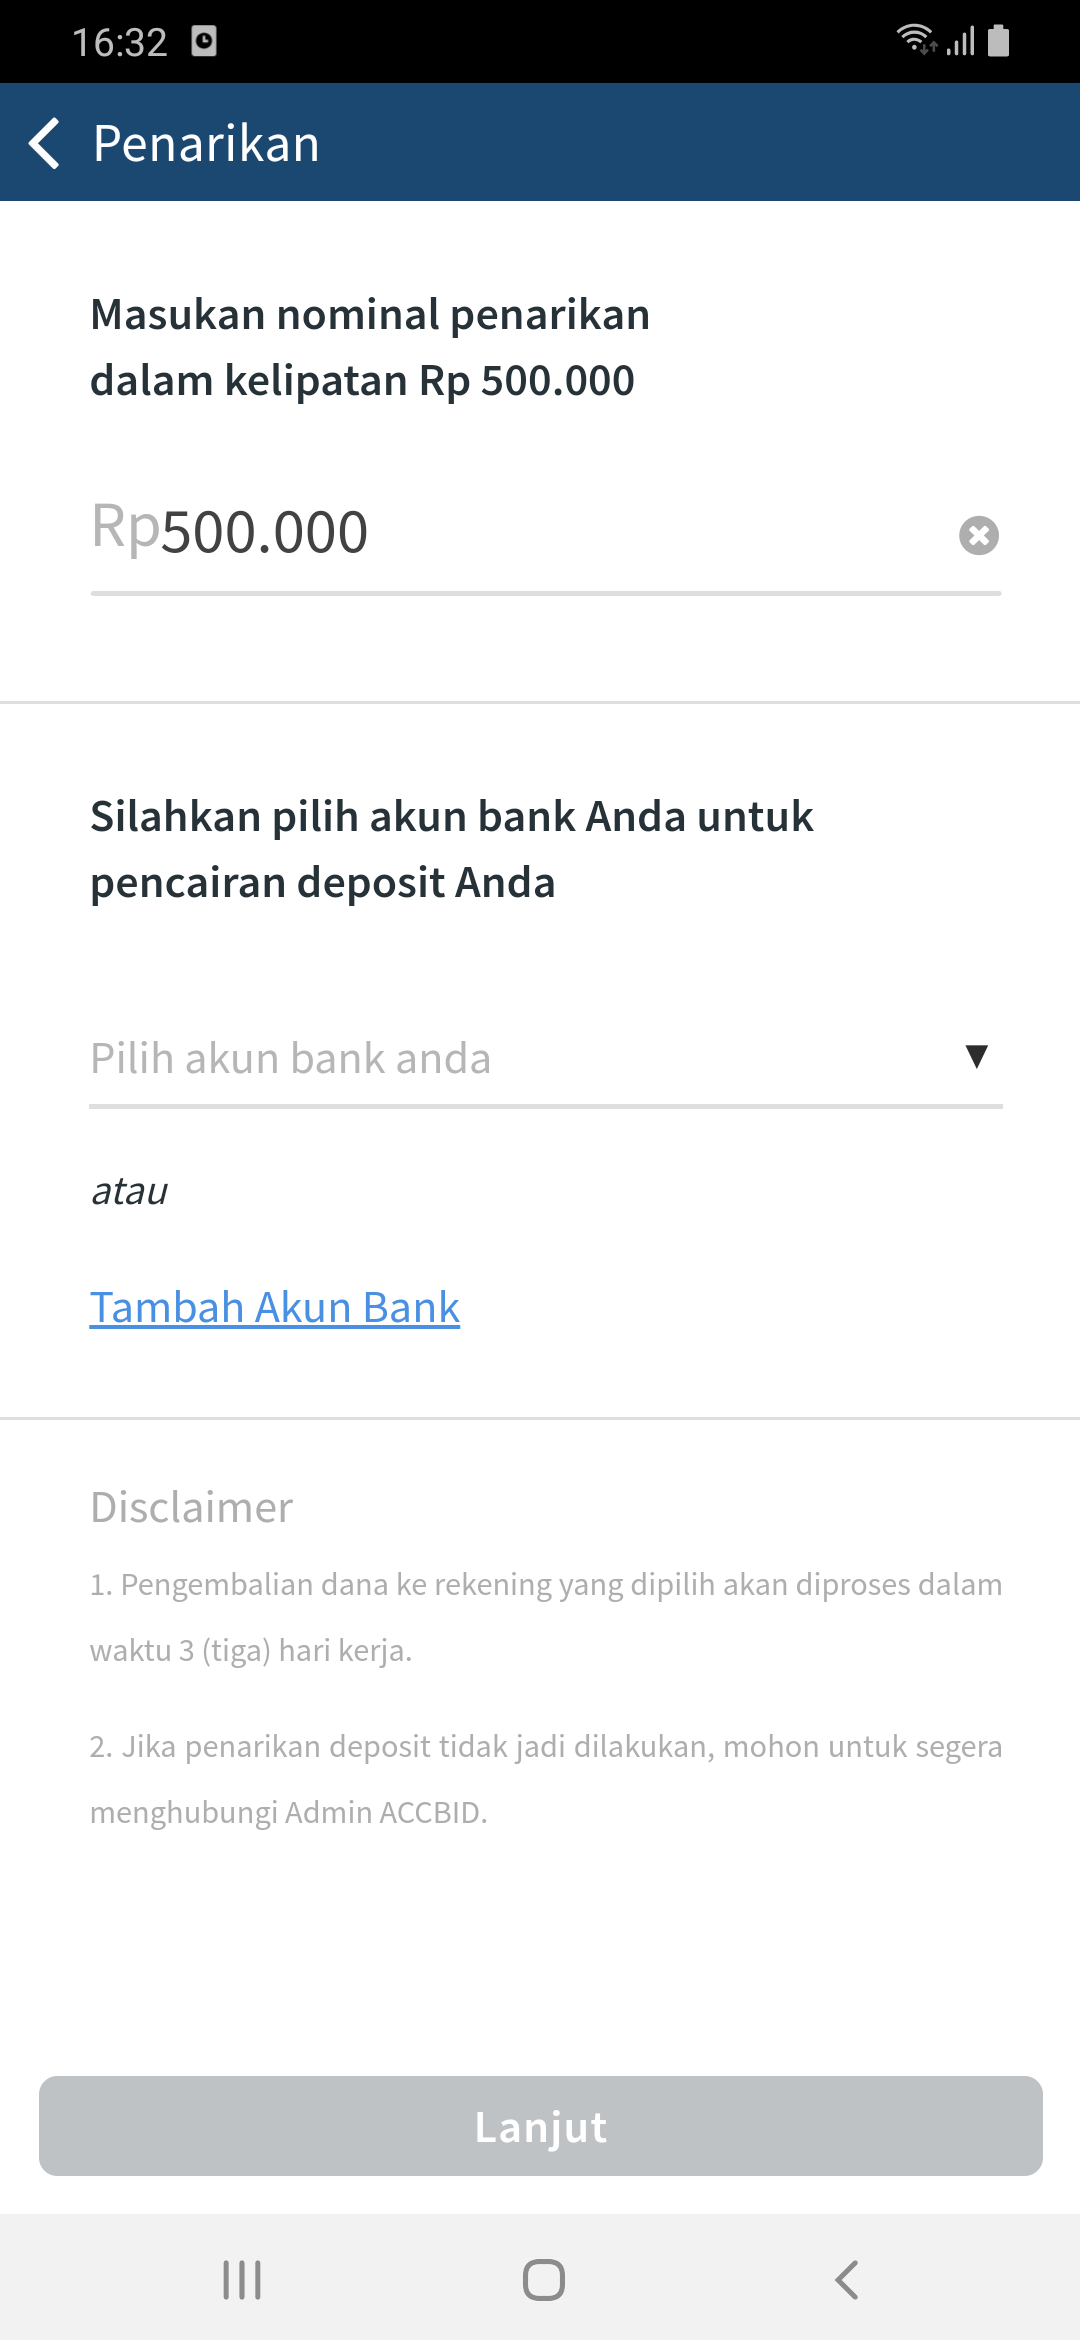 16:32
Penarikan
Masukan nominal penarikan
dalam kelipatan Rp 500.000
Rp500.000
Silahkan pilih akun bank Anda untuk
pencairan deposit Anda
Pilih akun bank anda
atau
Tambah Akun Bank
Disclaimer
1. Pengembalian dana ke rekening yang dipilih akan diproses dalam
waktu 3 (tiga) hari kerja.
2. Jika penarikan deposit tidak jadi dilakukan, mohon untuk segera
menghubungi Admin ACCBID.
Lanjut